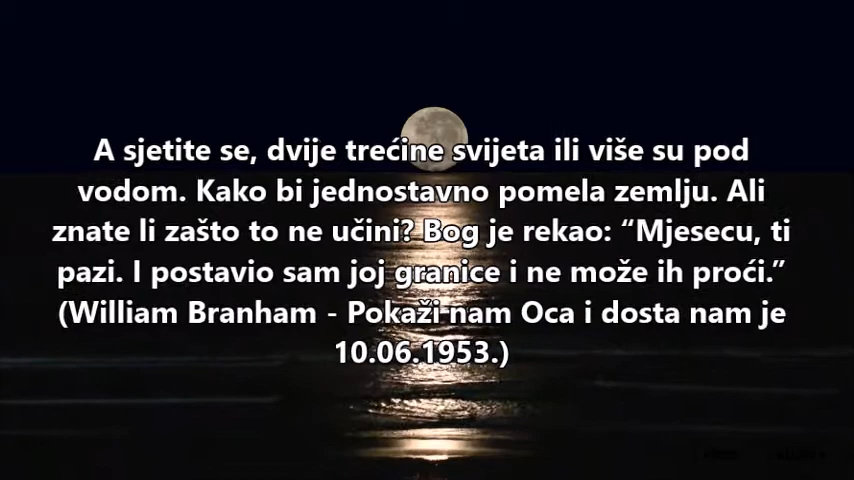 A sjetite se, dvije trećine svijeta ili više su pod
vodom. Kako bi jednostavno pomela zemlju. Ali
znate li zašto to ne učini? Bog je rekao: “Mjesecu, ti
pazi. I postavio sam joj granice i ne može ih proći.”
(William Branham - Pokaži nam Oca i dosta nam je
10.06.1953.)